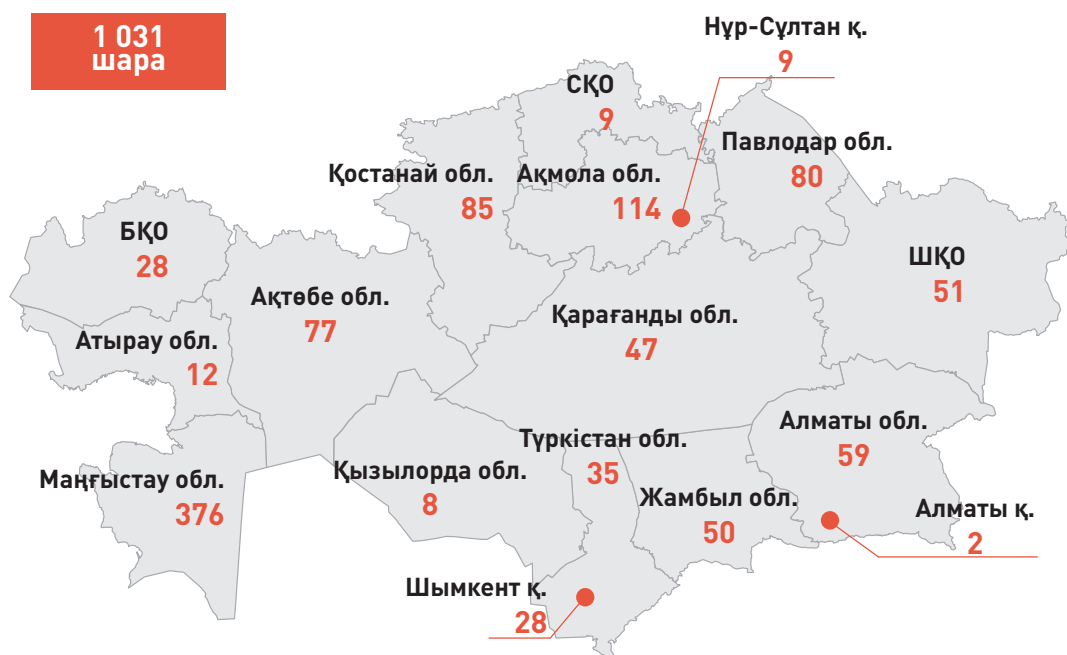 1 031
шара
Нұр-Сұлтан қ.
9
СҚО
9
Павлодар обл.
80
Қостанай обл.
85
Ақмола обл.
114
БҚО
28
ШҚО
51
Ақтөбе обл.
77
Қарағанды обл.
47
Атырау обл.
12
Алматы обл.
59
Түркістан обл.
35
Маңғыстау обл.
376
Қызылорда обл.
8
Жамбыл обл.
50
Алматы қ.
2
Шымкент қ.
28